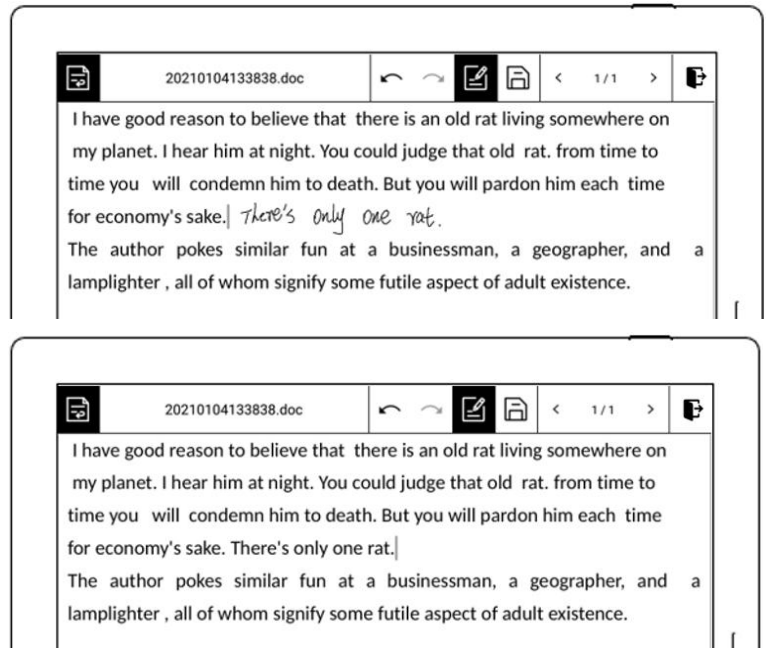 20210104133838.doc
1/1
I have good reason to believe that there is an old rat living somewhere on
my planet. I hear him at night. You could judge that old rat. from time to
time you will condemn him to death. But you will pardon him each time
for economy's sake. There's only one rat.
The author pokes similar fun at a businessman, a geographer, and a
lamplighter , all of whom signify some futile aspect of adult existence.
20210104133838.doc
1/1
I have good reason to believe that there is an old rat living somewhere on
my planet. I hear him at night. You could judge that old rat. from time to
time you will condemn him to death. But you will pardon him each time
for economy's sake. There's only one rat.
The author pokes similar fun at a businessman, a geographer, and a
lamplighter , all of whom signify some futile aspect of adult existence.